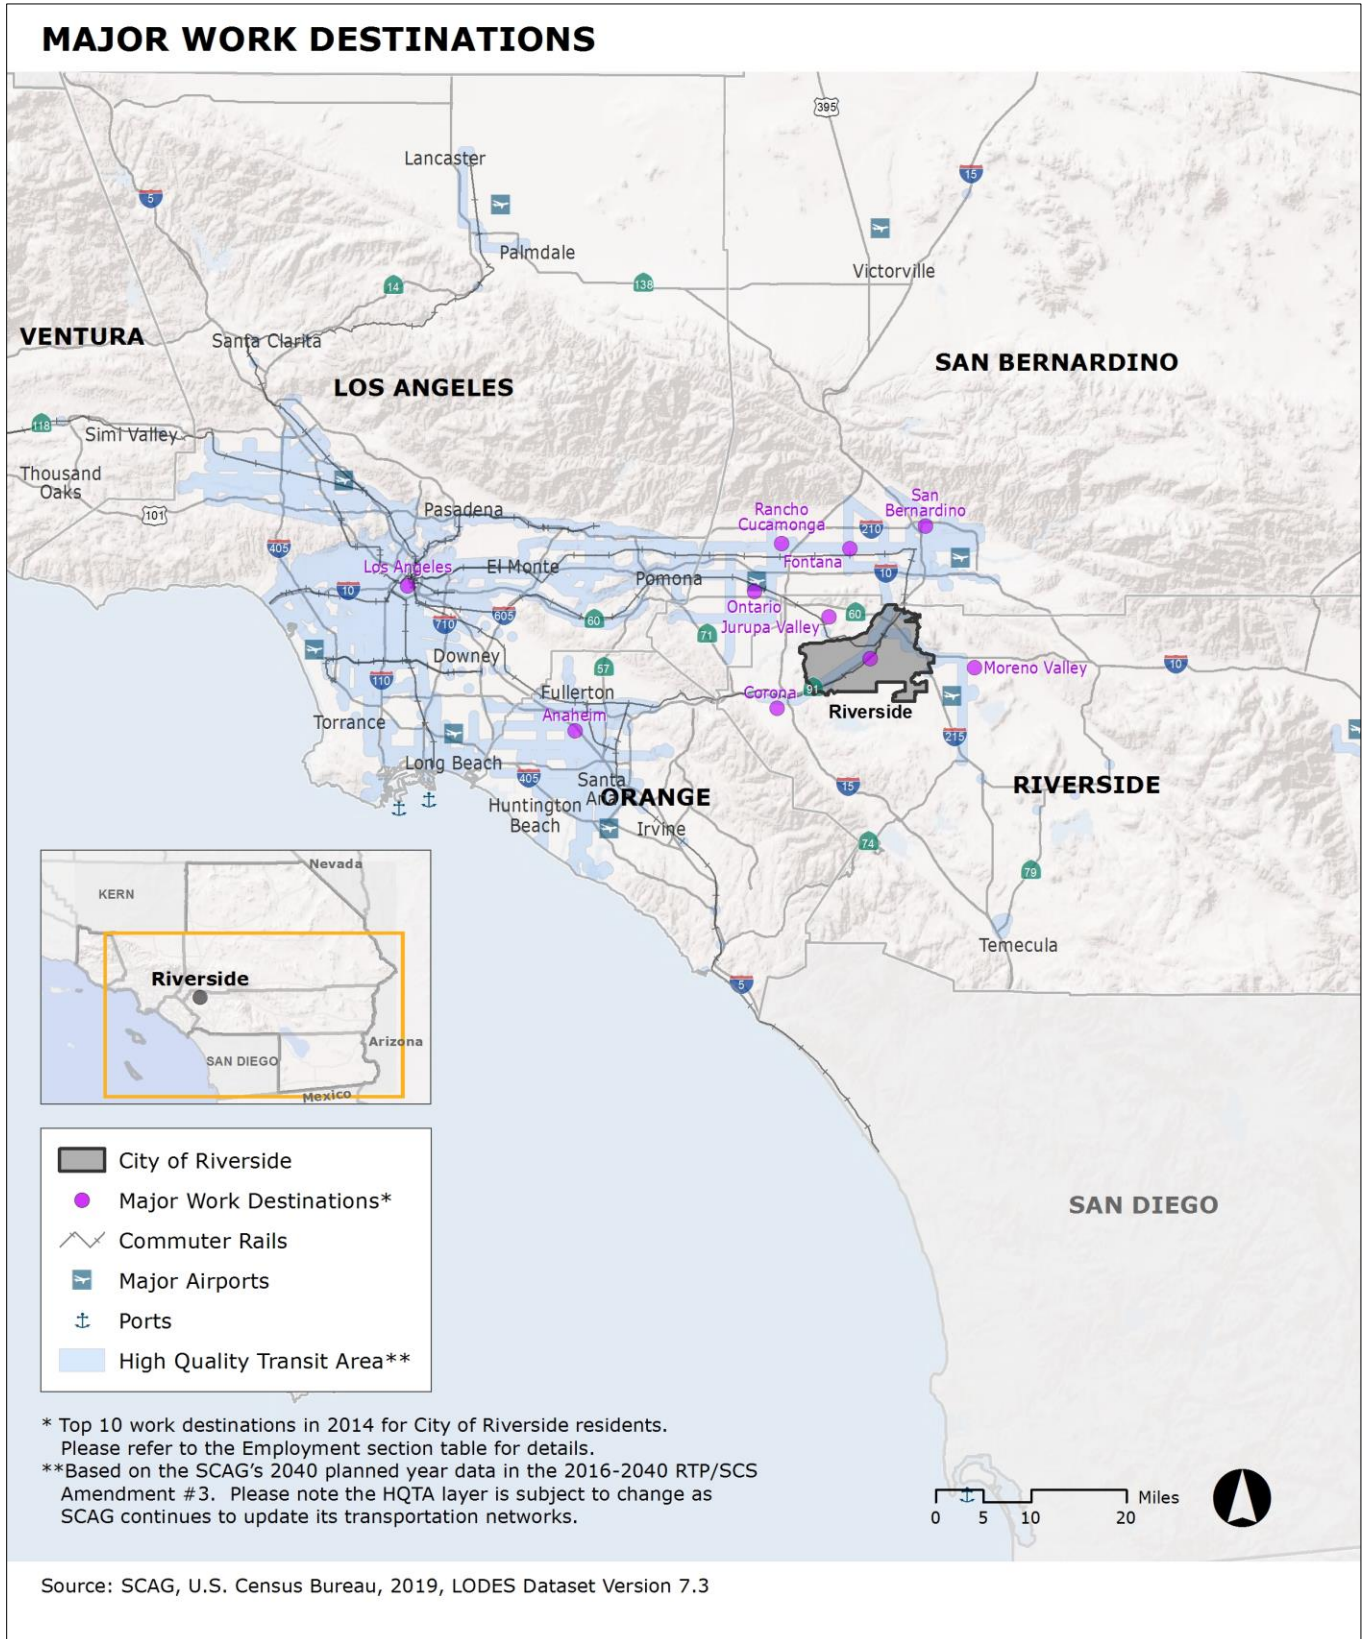 MAJOR WORK DESTINATIONS
395
Lancaster
15
5
Palmdale
Victorville
14
138
VENTURA
Santa Clarita
SAN BERNARDINO
LOS ANGELES
118
Simi Valley
Thousand
Oaks
101
Pasadena
Rancho
Cucamonga
San
Bernardino
210
405
Los Angeles
El Monte
Fontana
Pomona
10
10
Ontario
605
710
60
Jurupa Valley
60
71
Downey
57
Moreno Valley
10
110
Fullerton
Corona
91
Riverside
Torrance
Anaheim
215
Long Beach
405
Santa
Ana
ORANGE
RIVERSIDE
15
Huntington
Beach
Irvine
74
79
Temecula
5
Nevada
KERN
Riverside
Arizona
SAN DIEGO
Mexico
City of Riverside
Major Work Destinations*
Commuter Rails
Major Airports
Ports
High Quality Transit Area**
SAN DIEGO
* Top 10 work destinations in 2014 for City of Riverside residents.
Please refer to the Employment section table for details.
**Based on the SCAG's 2040 planned year data in the 2016-2040 RTP/SCS
Amendment #3. Please note the HQTA layer is subject to change as
SCAG continues to update its transportation networks.
Miles
0 5 10 20
Source: SCAG, U.S. Census Bureau, 2019, LODES Dataset Version 7.3